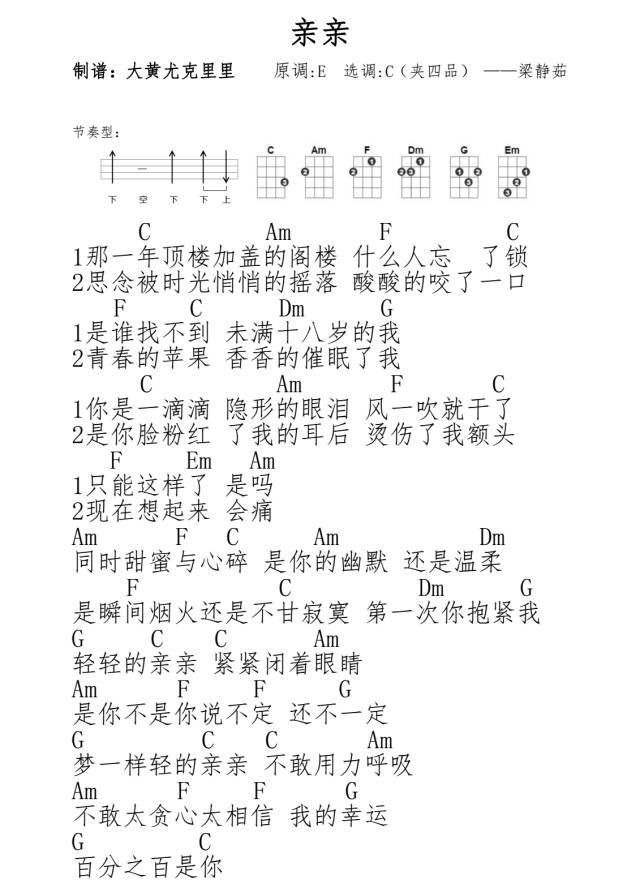 亲亲
制谱：大黄尤克里里 原调:E 选调:C（夹四品） ——梁静茹
节奏型:
C Am F Dm G Em
下 空 下 下 上
C Am F C
1那一年顶楼加盖的阁楼 什么人忘 了锁
2思念被时光悄悄的摇落 酸酸的咬了一口
F C Dm G
1是谁找不到 未满十八岁的我
2青春的苹果 香香的催眠了我
C Am F C
1你是一滴滴 隐形的眼泪 风一吹就干了
2是你脸粉红 了我的耳后 烫伤了我额头
F Em Am
1只能这样了 是吗
2现在想起来 会痛
Am F C Am Dm
同时甜蜜与心碎 是你的幽默 还是温柔
F C Dm G
是瞬间烟火还是不甘寂寞 第一次你抱紧我
G C C Am
轻轻的亲亲 紧紧闭着眼睛
Am F F G
是你不是你说不定 还不一定
G C C Am
梦一样轻的亲亲 不敢用力呼吸
Am F F G
不敢太贪心太相信 我的幸运
G C
百分之百是你